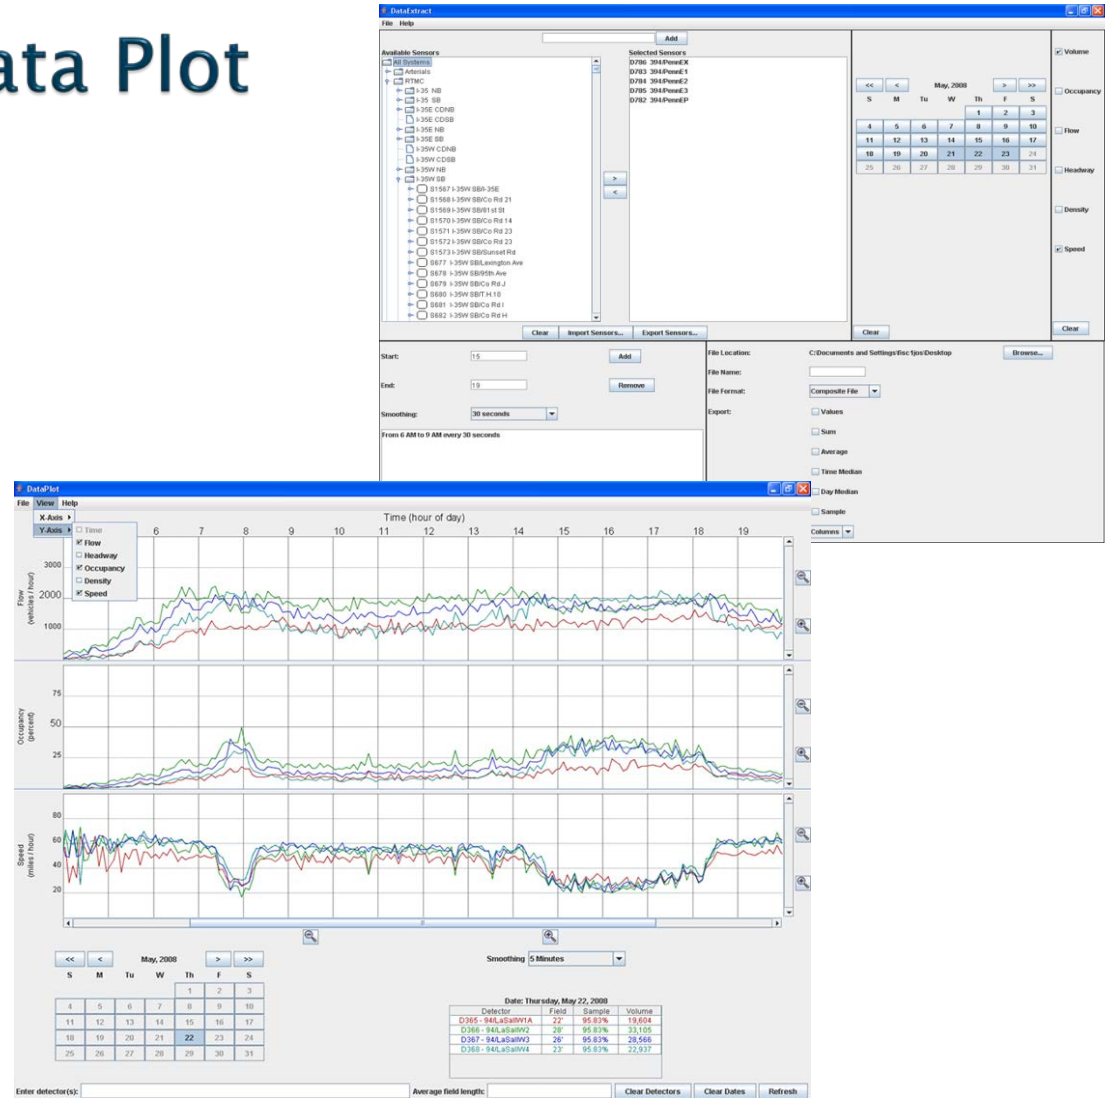 ata Plot
DataExtract
File Help
Add
Available Sensors
Selected Sensors
All Systems
Arterials
RTMC
I-35 NB
I-35 SB
I-35E CDNB
I-35E CDSB
I-35E NB
I-35E SB
I-35W CDNB
I-35W CDSB
I-35W NB
I-35W SB
S1567 I-35W SB/I-35E
S1568 I-35W SB/Co Rd 21
S1569 I-35W SB/81st St
S1570 I-35W SB/Co Rd 14
S1571 I-35W SB/Co Rd 23
S1572 I-35W SB/Co Rd 23
S1573 I-35W SB/Sunset Rd
S677 I-35W SB/Lexington Ave
S678 I-35W SB/95th Ave
S679 I-35W SB/Co Rd J
S680 I-35W SB/T.H.10
S681 I-35W SB/Co Rd I
S682 I-35W SB/Co Rd H
D786 394/PennEX
D783 394/PennE1
D784 394/PennE2
D785 394/PennE3
D782 394/PennEP
>
<
Clear Import Sensors... Export Sensors...
<< < May, 2008 > >>
S M Tu W Th F S
1 2 3
4 5 6 7 8 9 10
11 12 13 14 15 16 17
18 19 20 21 22 23 24
25 26 27 28 29 30 31
Clear
Volume
Occupancy
Flow
Headway
Density
Speed
Clear
Start: 15 Add
End: 19 Remove
Smoothing: 30 seconds
From 6 AM to 9 AM every 30 seconds
File Location: C:\Documents and Settings\fisc1jos\Desktop Browse...
File Name:
File Format: Composite File
Export: Values
Sum
Average
Time Median
Day Median
Sample
Columns
DataPlot
File View Help
X-Axis
Y-Axis
Time
Flow
Headway
Occupancy
Density
Speed
Time (hour of day)
6 7 8 9 10 11 12 13 14 15 16 17 18 19
Flow
(vehicles / hour)
3000
2000
1000
Occupancy
(percent)
75
50
25
Speed
(miles / hour)
80
60
40
20
<< < May, 2008 > >>
S M Tu W Th F S
1 2 3
4 5 6 7 8 9 10
11 12 13 14 15 16 17
18 19 20 21 22 23 24
25 26 27 28 29 30 31
Smoothing 5 Minutes
Date: Thursday, May 22, 2008
Detector Field Sample Volume
D365 - 94/LaSallW1A 22' 95.83% 19,604
D366 - 94/LaSallW2 28' 95.83% 33,105
D367 - 94/LaSallW3 26' 95.83% 28,566
D368 - 94/LaSallW4 23' 95.83% 22,937
Enter detector(s): Average field length: Clear Detectors Clear Dates Refresh